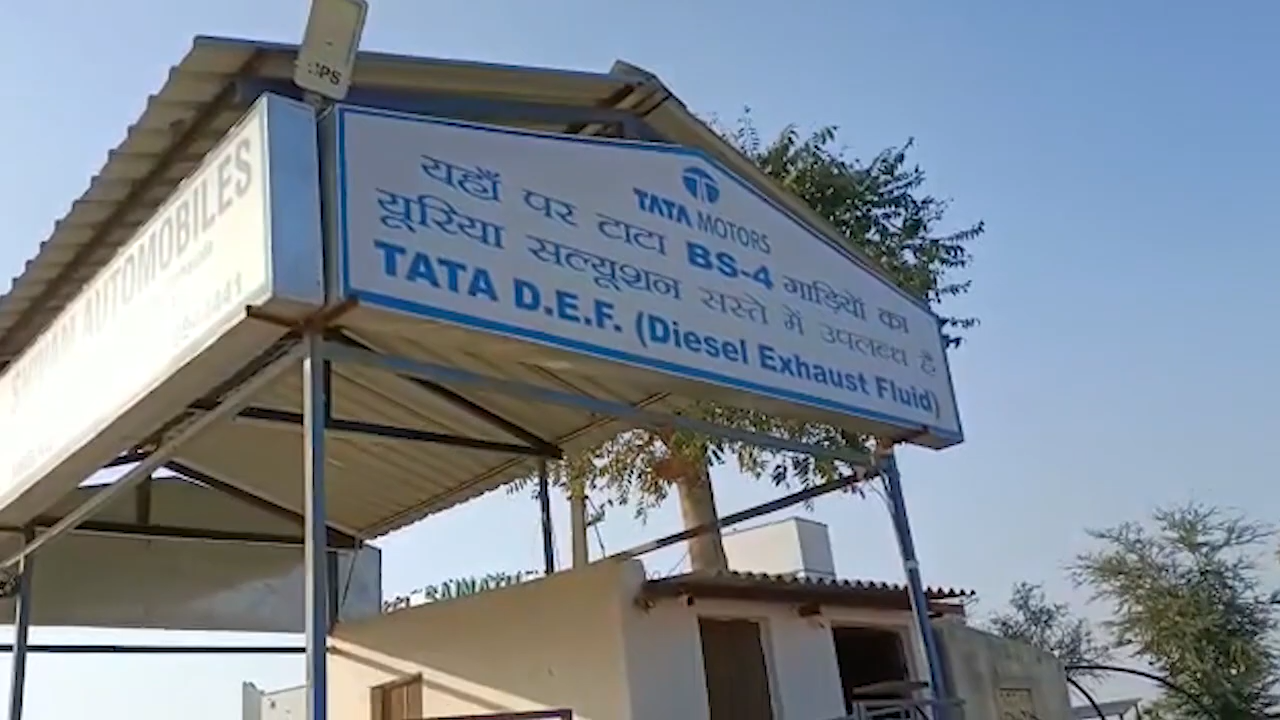 TATA MOTORS
यहाँ पर टाटा BS-4 गाड़ियों का
यूरिया सल्यूशन सस्ते में उपलब्ध है
TATA D.E.F. (Diesel Exhaust Fluid)
AUTOMOBILES